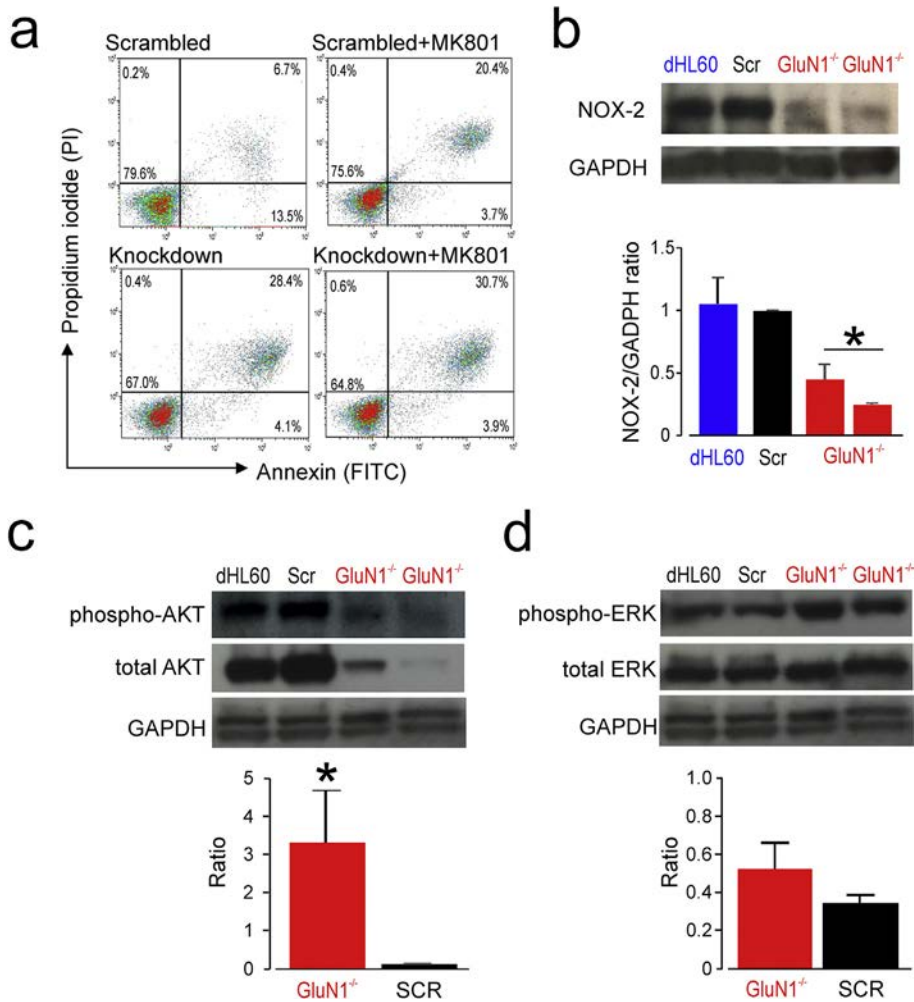 a
Scrambled
Scrambled+MK801
0.2%
6.7%
0.4%
20.4%
79.6%
13.5%
75.6%
3.7%
Knockdown
Knockdown+MK801
0.4%
28.4%
0.6%
30.7%
67.0%
4.1%
64.8%
3.9%
Propidium iodide (PI)
Annexin (FITC)
b
dHL60 Scr GluN1-/- GluN1-/-
NOX-2
GAPDH
NOX-2/GADPH ratio
1.5
1
0.5
0
*
dHL60 Scr GluN1-/-
c
dHL60 Scr GluN1-/- GluN1-/-
phospho-AKT
total AKT
GAPDH
Ratio
5
4
3
2
1
0
*
GluN1-/- SCR
d
dHL60 Scr GluN1-/- GluN1-/-
phospho-ERK
total ERK
GAPDH
Ratio
1.0
0.8
0.6
0.4
0.2
0
GluN1-/- SCR